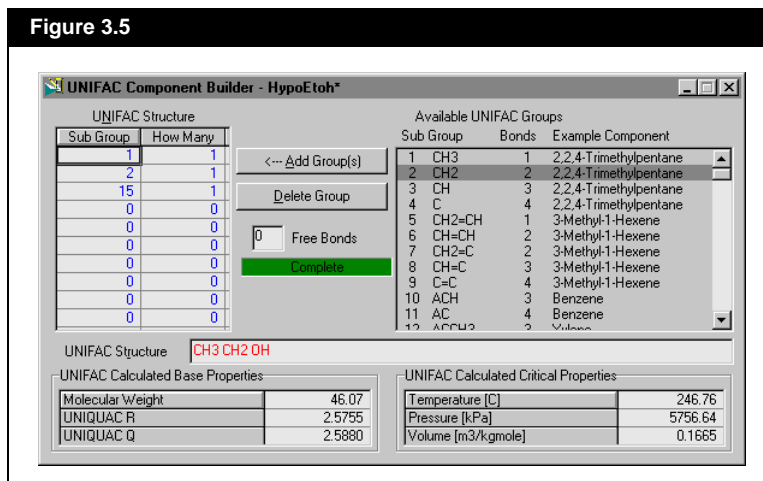 Figure 3.5
UNIFAC Component Builder - HypoEtoh*
UNIFAC Structure
Sub Group How Many
1 1
2 1
15 1
0 0
0 0
0 0
0 0
0 0
0 0
0 0
<--- Add Group(s)
Delete Group
0 Free Bonds
Complete
Available UNIFAC Groups
Sub Group Bonds Example Component
1 CH3 1 2,2,4-Trimethylpentane
2 CH2 2 2,2,4-Trimethylpentane
3 CH 3 2,2,4-Trimethylpentane
4 C 4 2,2,4-Trimethylpentane
5 CH2=CH 1 3-Methyl-1-Hexene
6 CH=CH 2 3-Methyl-1-Hexene
7 CH2=C 2 3-Methyl-1-Hexene
8 CH=C 3 3-Methyl-1-Hexene
9 C=C 4 3-Methyl-1-Hexene
10 ACH 3 Benzene
11 AC 4 Benzene
12 ACCH3 3 Xylene
UNIFAC Structure CH3 CH2 OH
UNIFAC Calculated Base Properties
Molecular Weight 46.07
UNIQUAC R 2.5755
UNIQUAC Q 2.5880
UNIFAC Calculated Critical Properties
Temperature [C] 246.76
Pressure [kPa] 5756.64
Volume [m3/kgmole] 0.1665